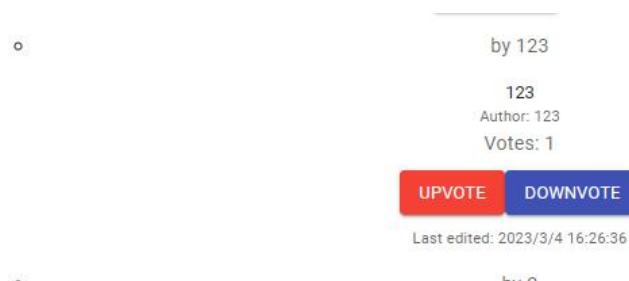 by 123
123
Author: 123
Votes: 1
UPVOTE DOWNVOTE
Last edited: 2023/3/4 16:26:36